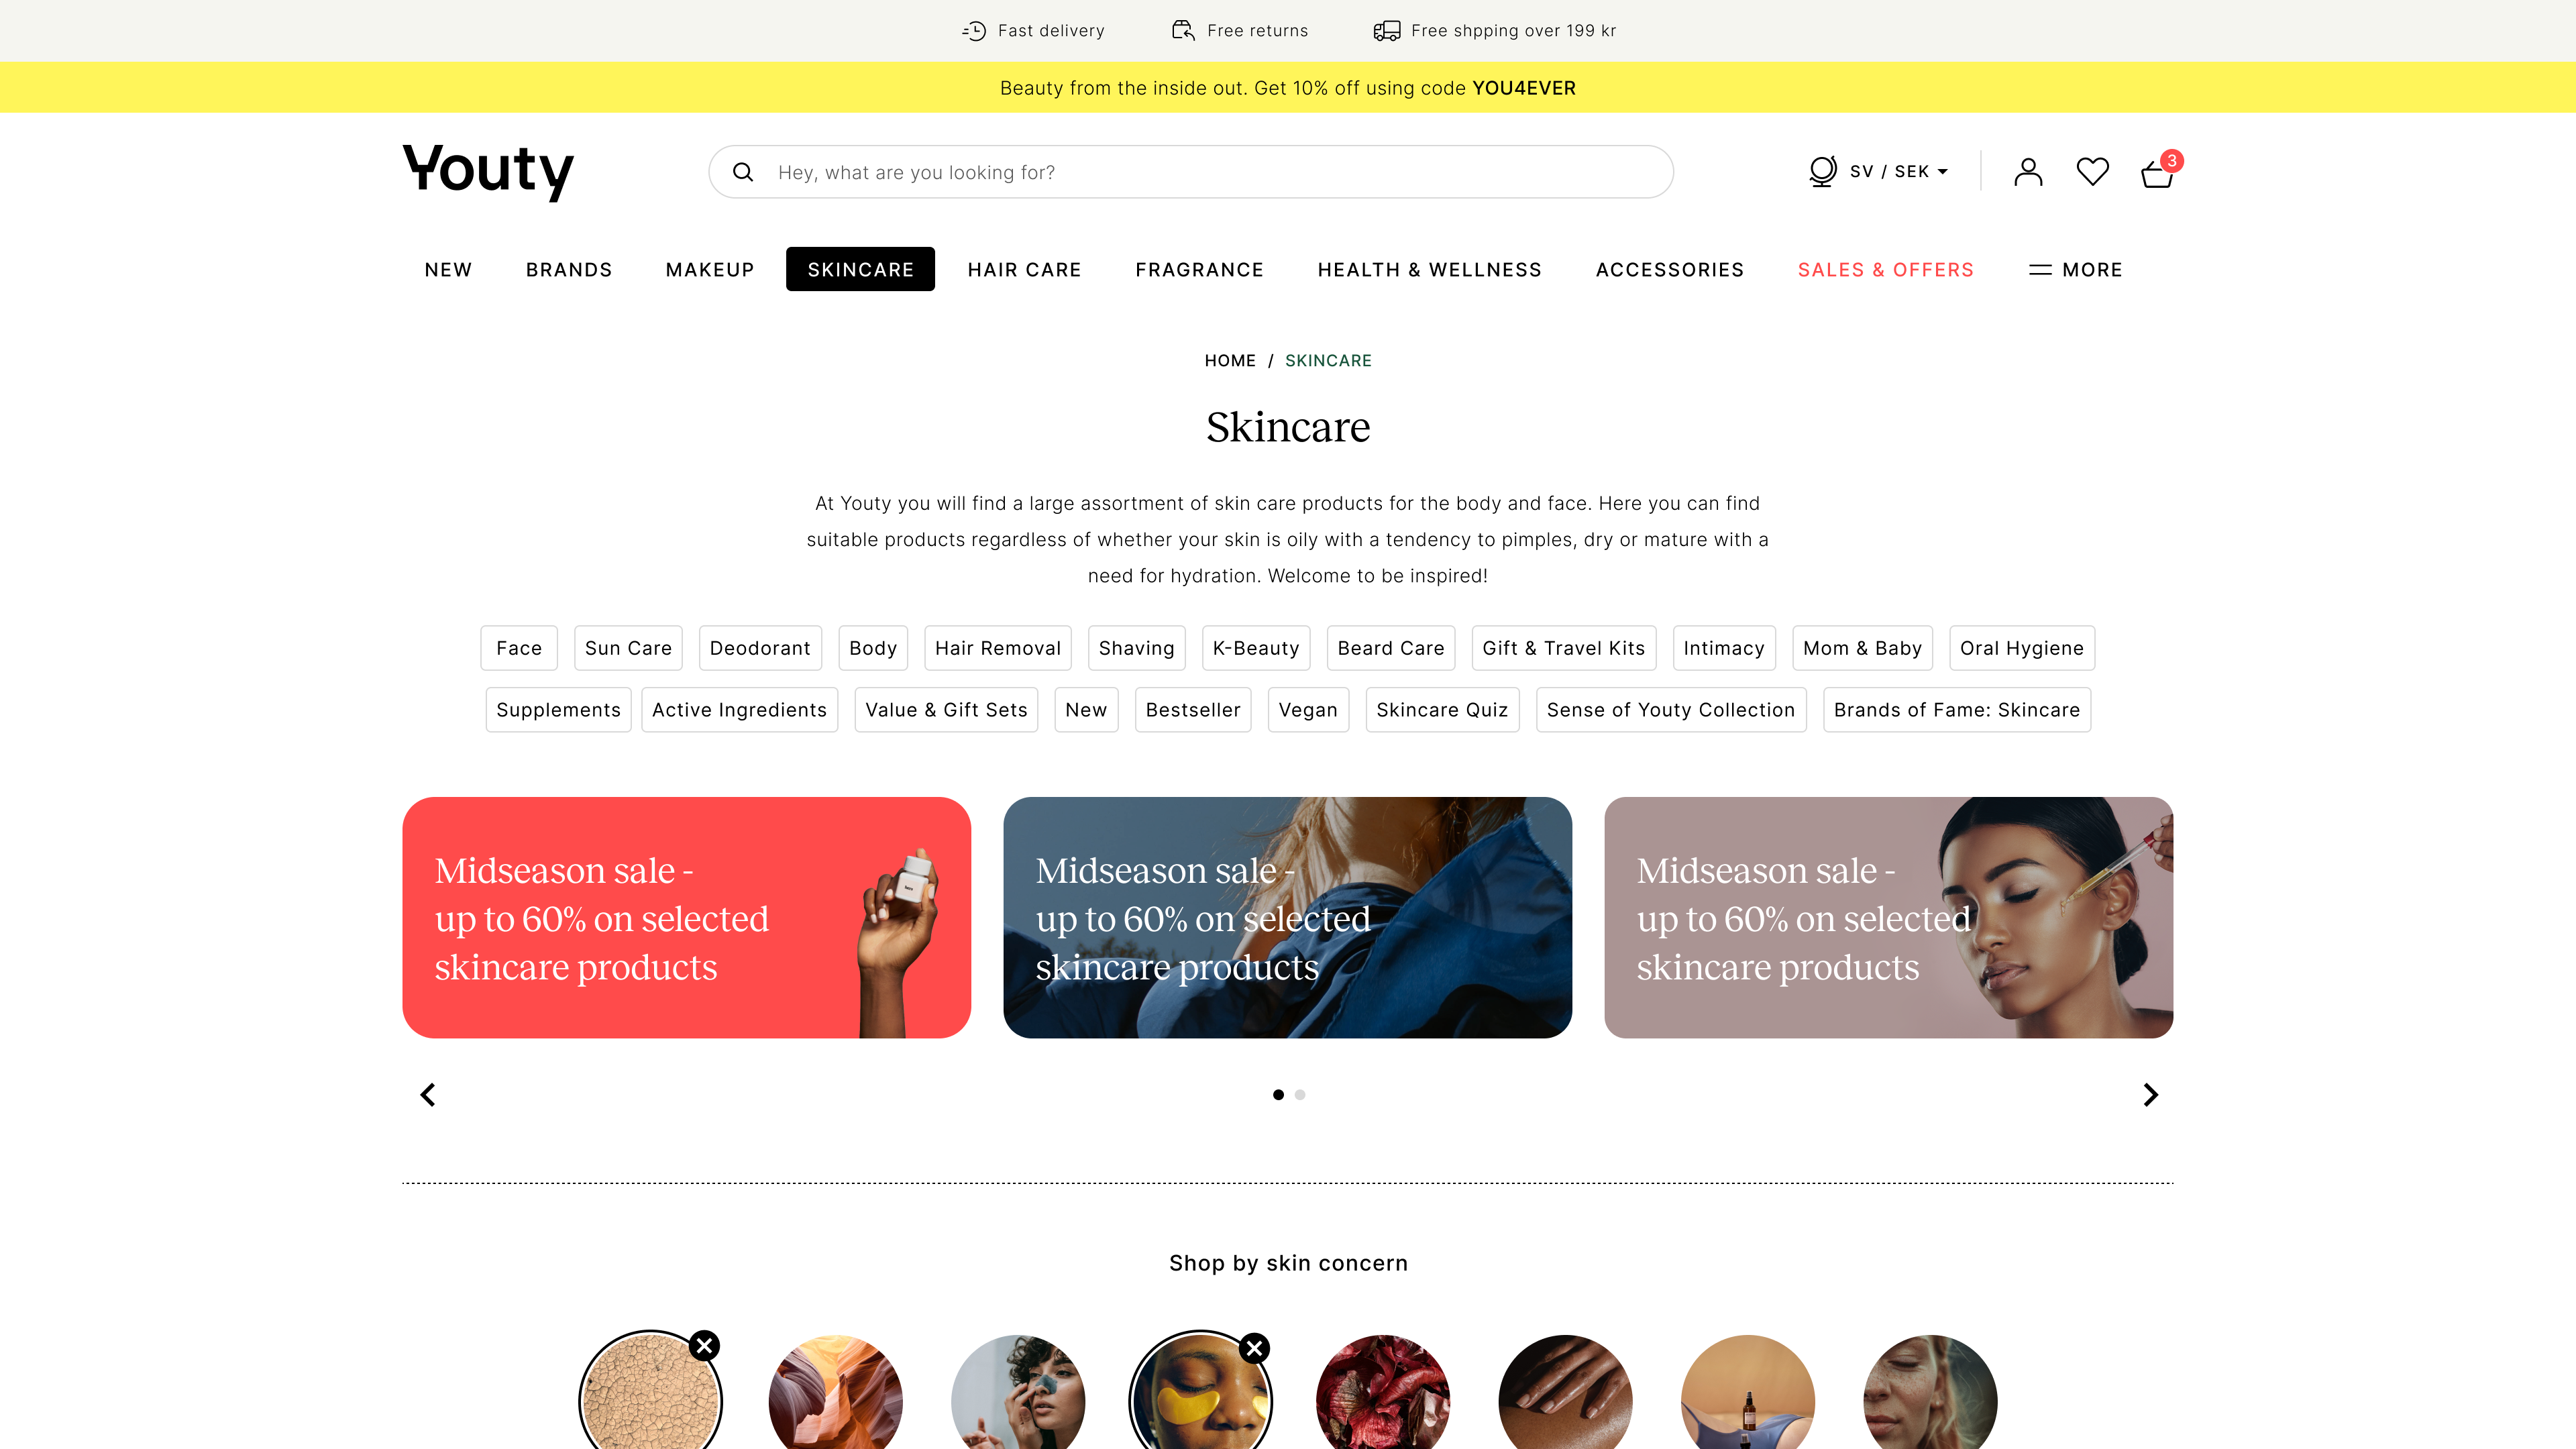 Fast delivery
Free returns
Free shpping over 199 kr
Beauty from the inside out. Get 10% off using code YOU4EVER
Youty
Hey, what are you looking for?
SV / SEK
3
NEW
BRANDS
MAKEUP
SKINCARE
HAIR CARE
FRAGRANCE
HEALTH & WELLNESS
ACCESSORIES
SALES & OFFERS
MORE
HOME / SKINCARE
Skincare
At Youty you will find a large assortment of skin care products for the body and face. Here you can find
suitable products regardless of whether your skin is oily with a tendency to pimples, dry or mature with a
need for hydration. Welcome to be inspired!
Face
Sun Care
Deodorant
Body
Hair Removal
Shaving
K-Beauty
Beard Care
Gift & Travel Kits
Intimacy
Mom & Baby
Oral Hygiene
Supplements
Active Ingredients
Value & Gift Sets
New
Bestseller
Vegan
Skincare Quiz
Sense of Youty Collection
Brands of Fame: Skincare
Midseason sale -
up to 60% on selected
skincare products
Midseason sale -
up to 60% on selected
skincare products
Midseason sale -
up to 60% on selected
skincare products
Shop by skin concern